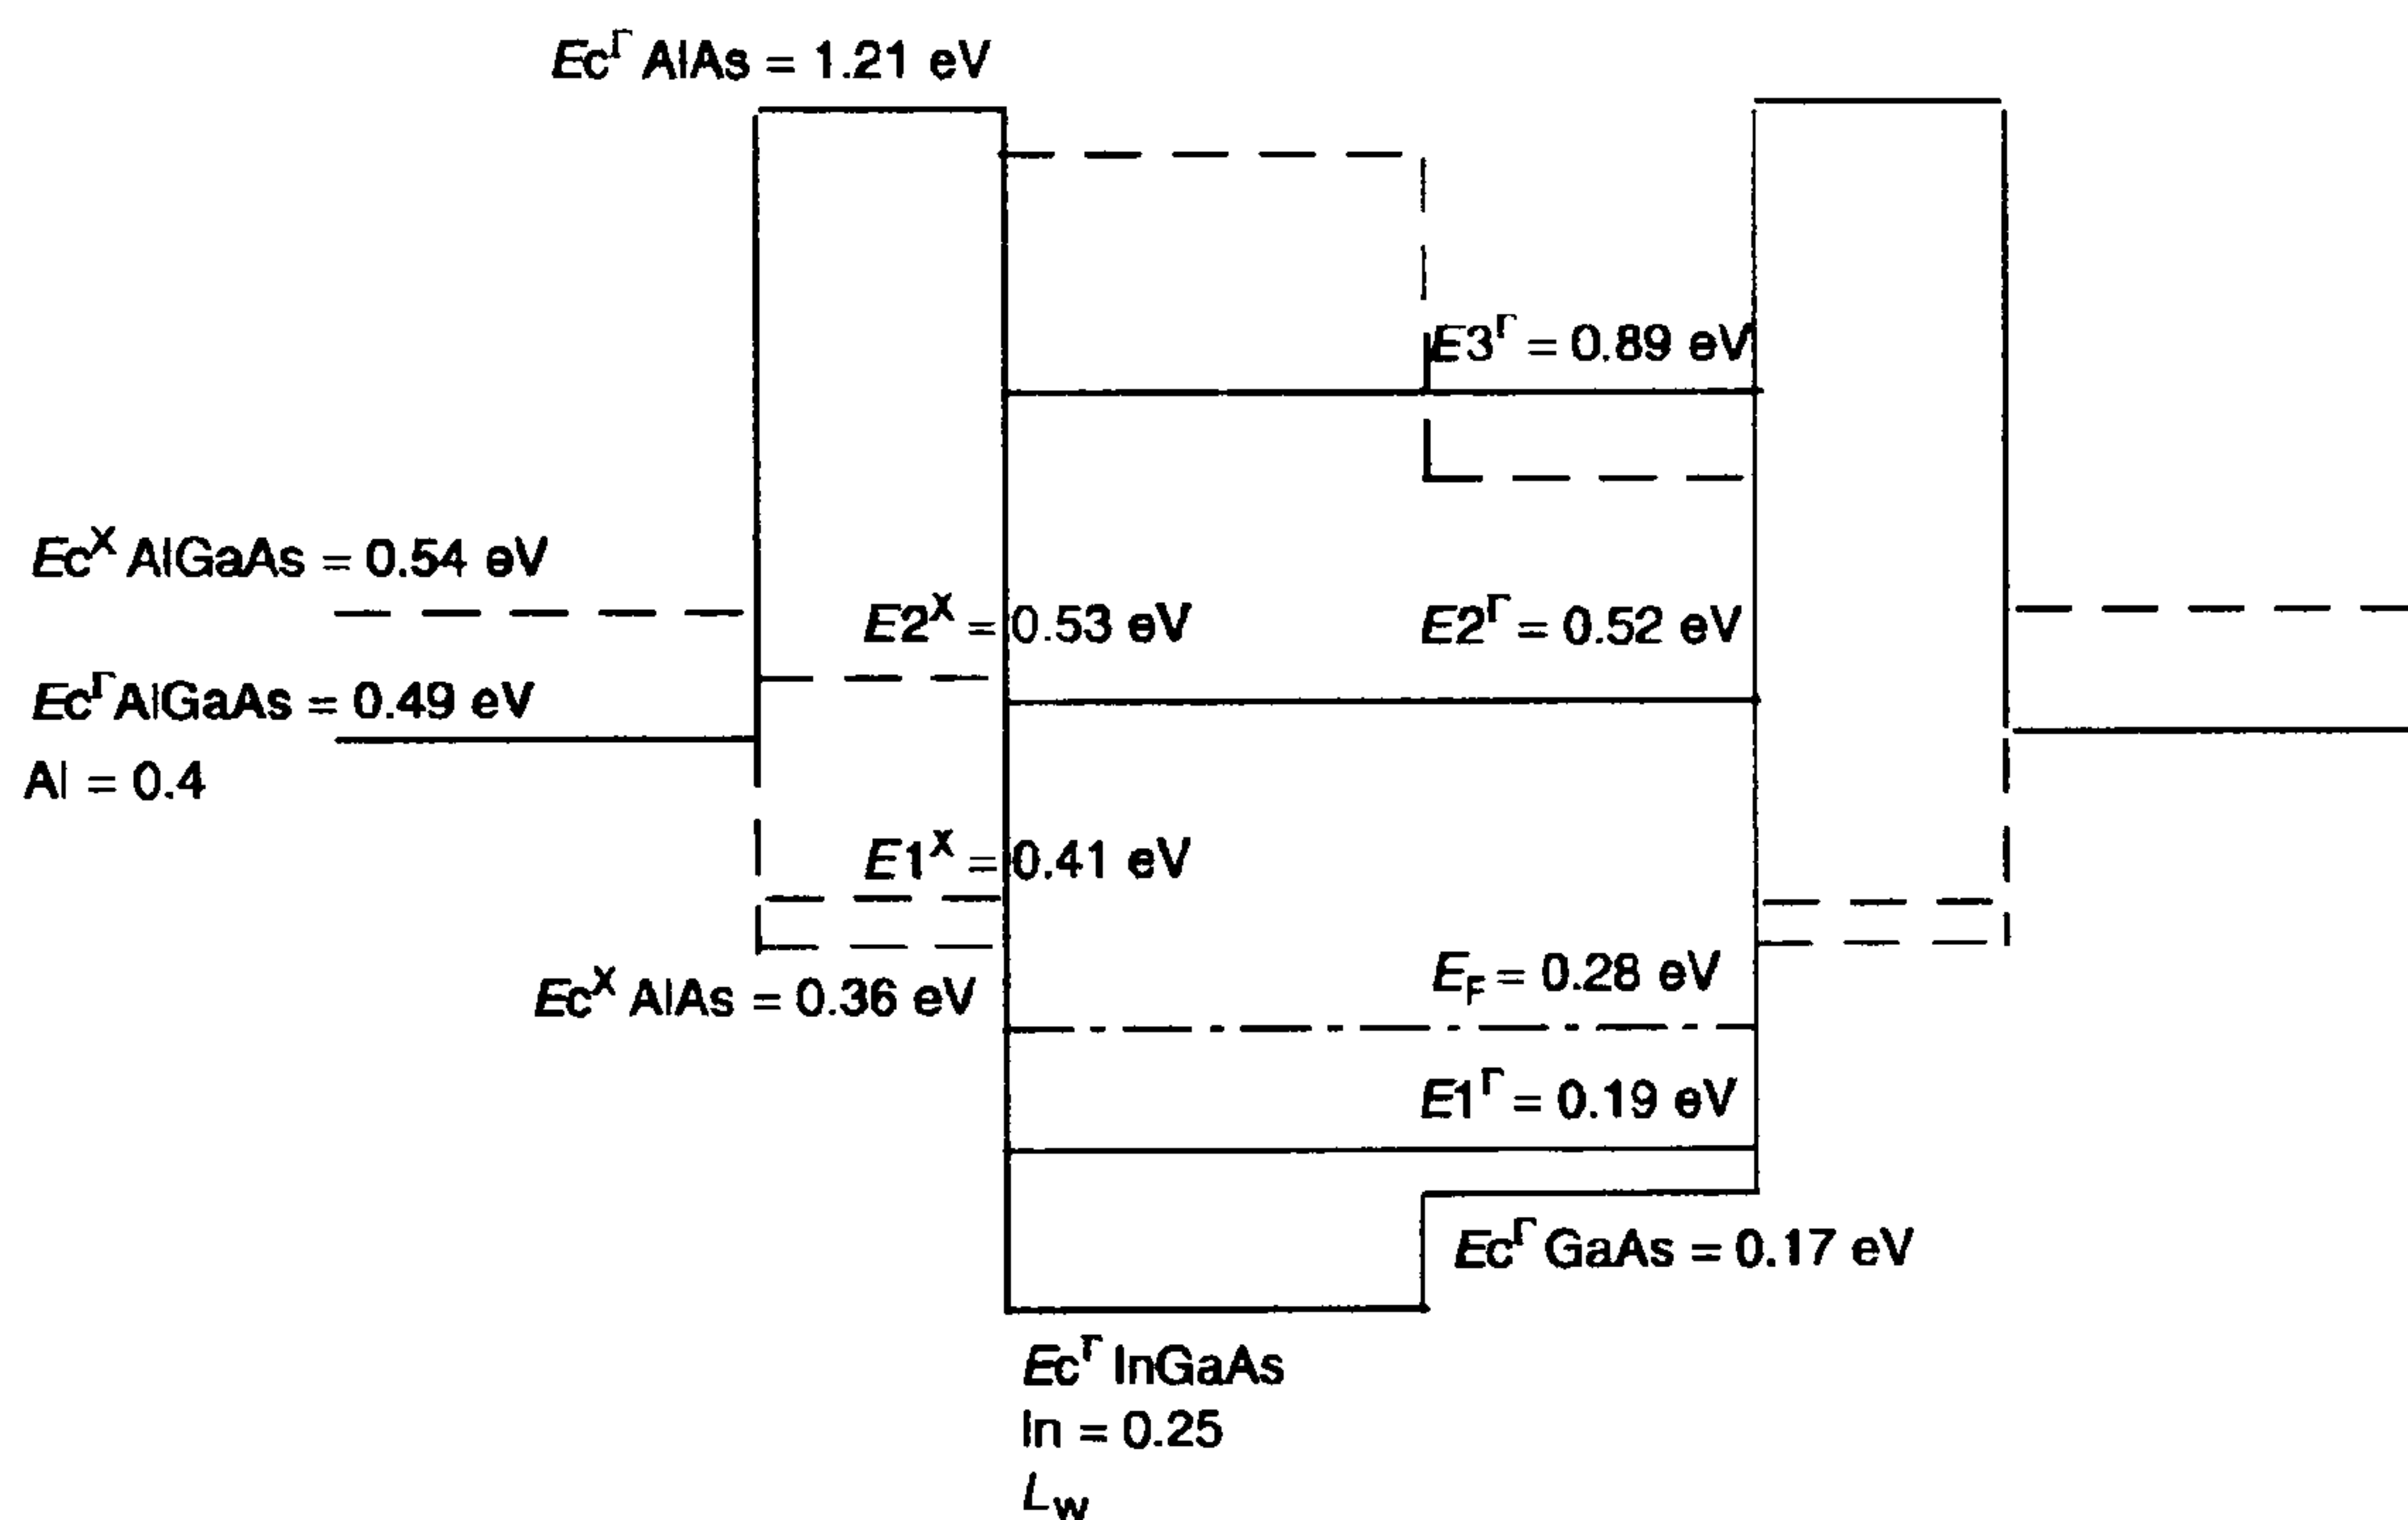 Ec^Γ AlAs = 1.21 eV
E3^Γ = 0.89 eV
Ec^X AlGaAs = 0.54 eV
E2^X = 0.53 eV
E2^Γ = 0.52 eV
Ec^Γ AlGaAs = 0.49 eV
Al = 0.4
E1^X = 0.41 eV
E_F = 0.28 eV
Ec^X AlAs = 0.36 eV
E1^Γ = 0.19 eV
Ec^Γ GaAs = 0.17 eV
Ec^Γ InGaAs
In = 0.25
L_w